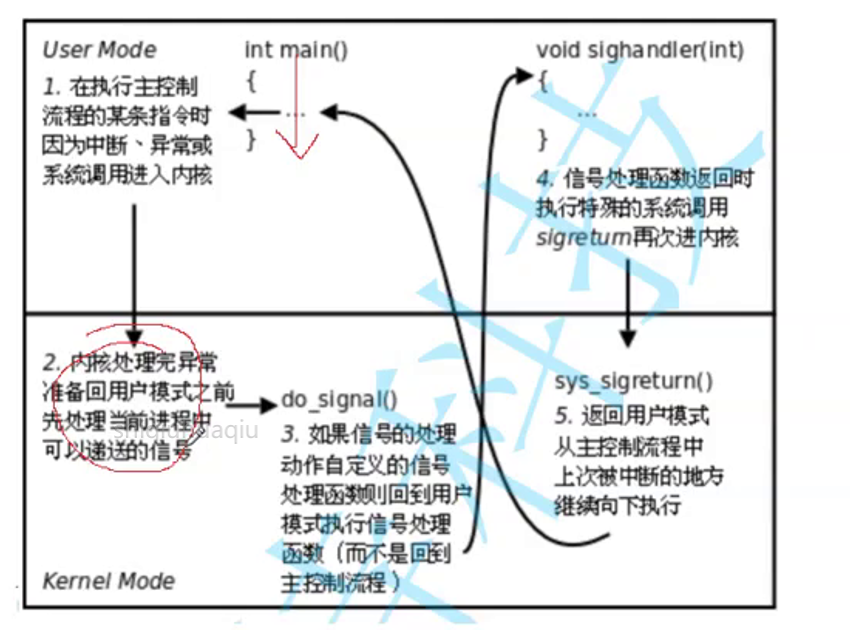 User Mode
1. 在执行主控制
流程的某条指令时
因为中断、异常或
系统调用进入内核
int main()
{
...
}
void sighandler(int)
{
...
}
4. 信号处理函数返回时
执行特殊的系统调用
sigreturn再次进内核
2. 内核处理完异常
准备回用户模式之前
先处理当前进程中
可以递送的信号
do_signal()
3. 如果信号的处理
动作自定义的信号
处理函数则回到用户
模式执行信号处理
函数（而不是回到
主控制流程）
sys_sigreturn()
5. 返回用户模式
从主控制流程中
上次被中断的地方
继续向下执行
Kernel Mode
科技